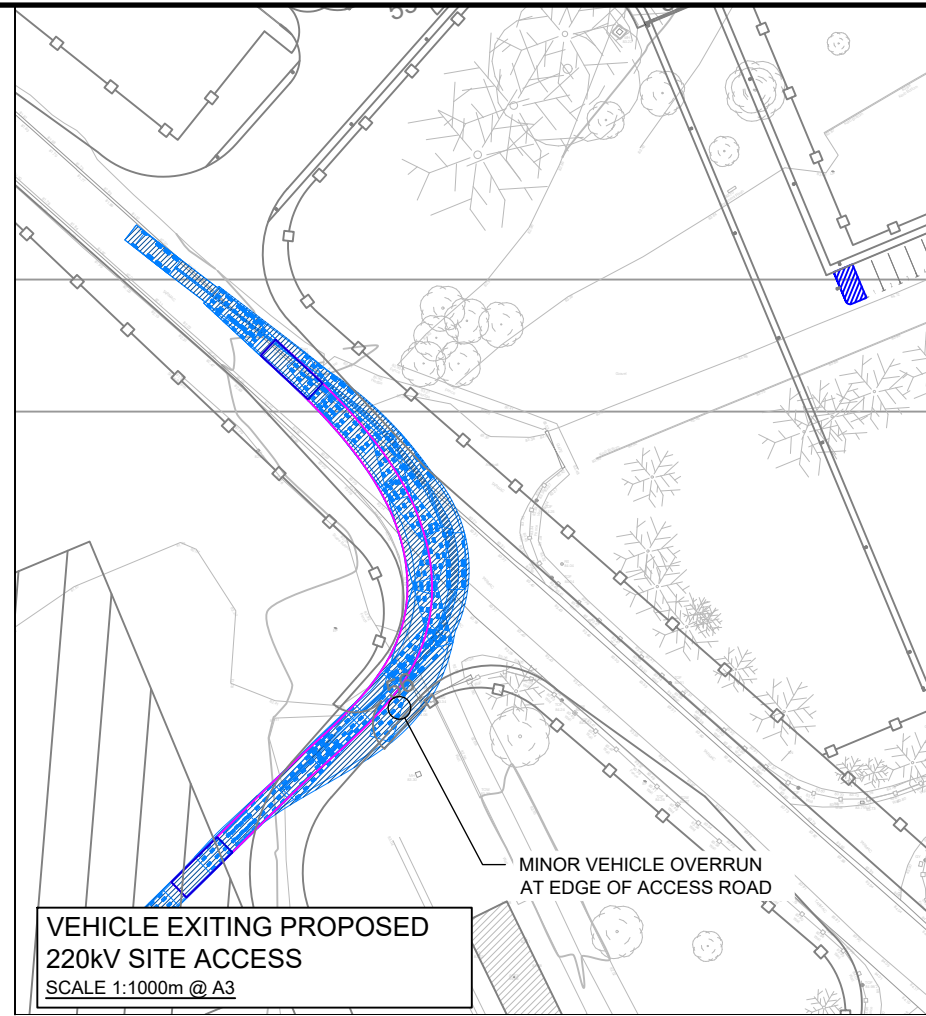 MINOR VEHICLE OVERRUN
AT EDGE OF ACCESS ROAD
VEHICLE EXITING PROPOSED
220kV SITE ACCESS
SCALE 1:1000m @ A3